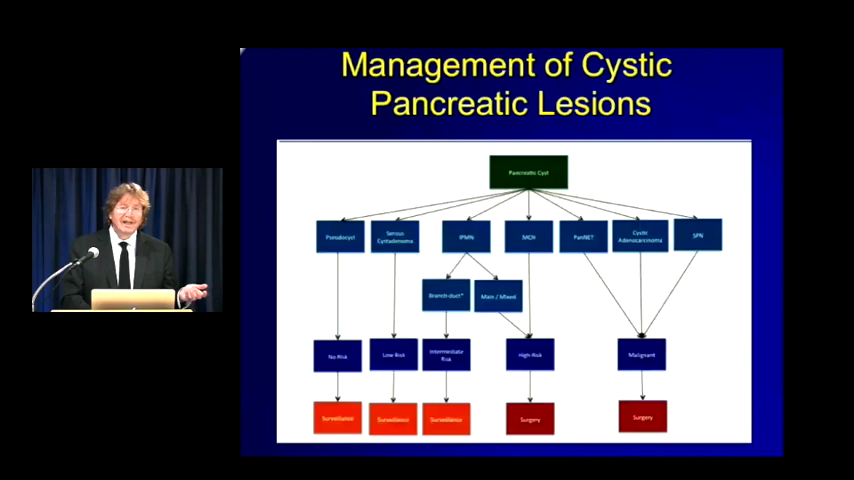 Management of Cystic
Pancreatic Lesions
Pancreatic Cyst
Pseudocyst
Serous
Cystadenoma
IPMN
MCN
PanNET
Cystic
Adenocarcinoma
SPN
Branch-duct*
Main / Mixed
No Risk
Low Risk
Intermediate
Risk
High-Risk
Malignant
Surveillance
Surveillance
Surveillance
Surgery
Surgery